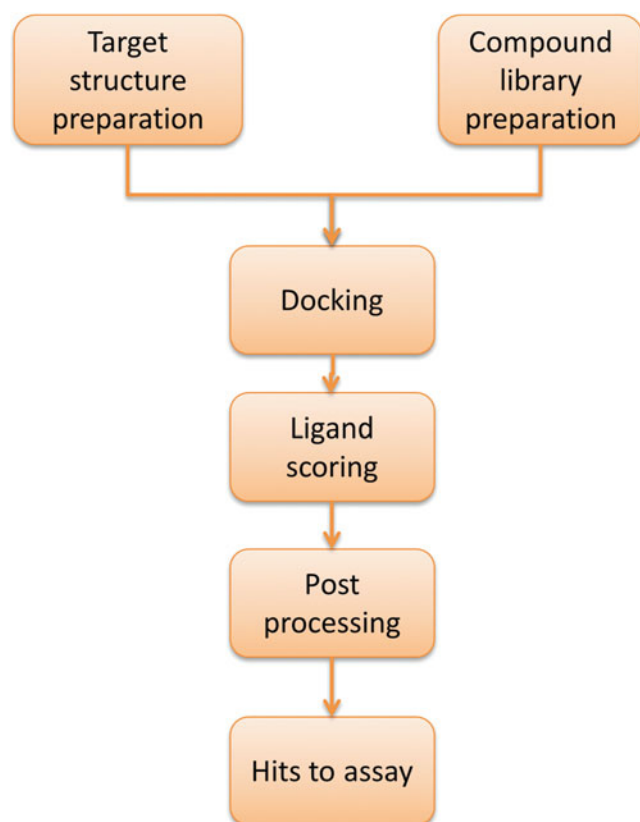 Target
structure
preparation
Compound
library
preparation
Docking
Ligand
scoring
Post
processing
Hits to assay